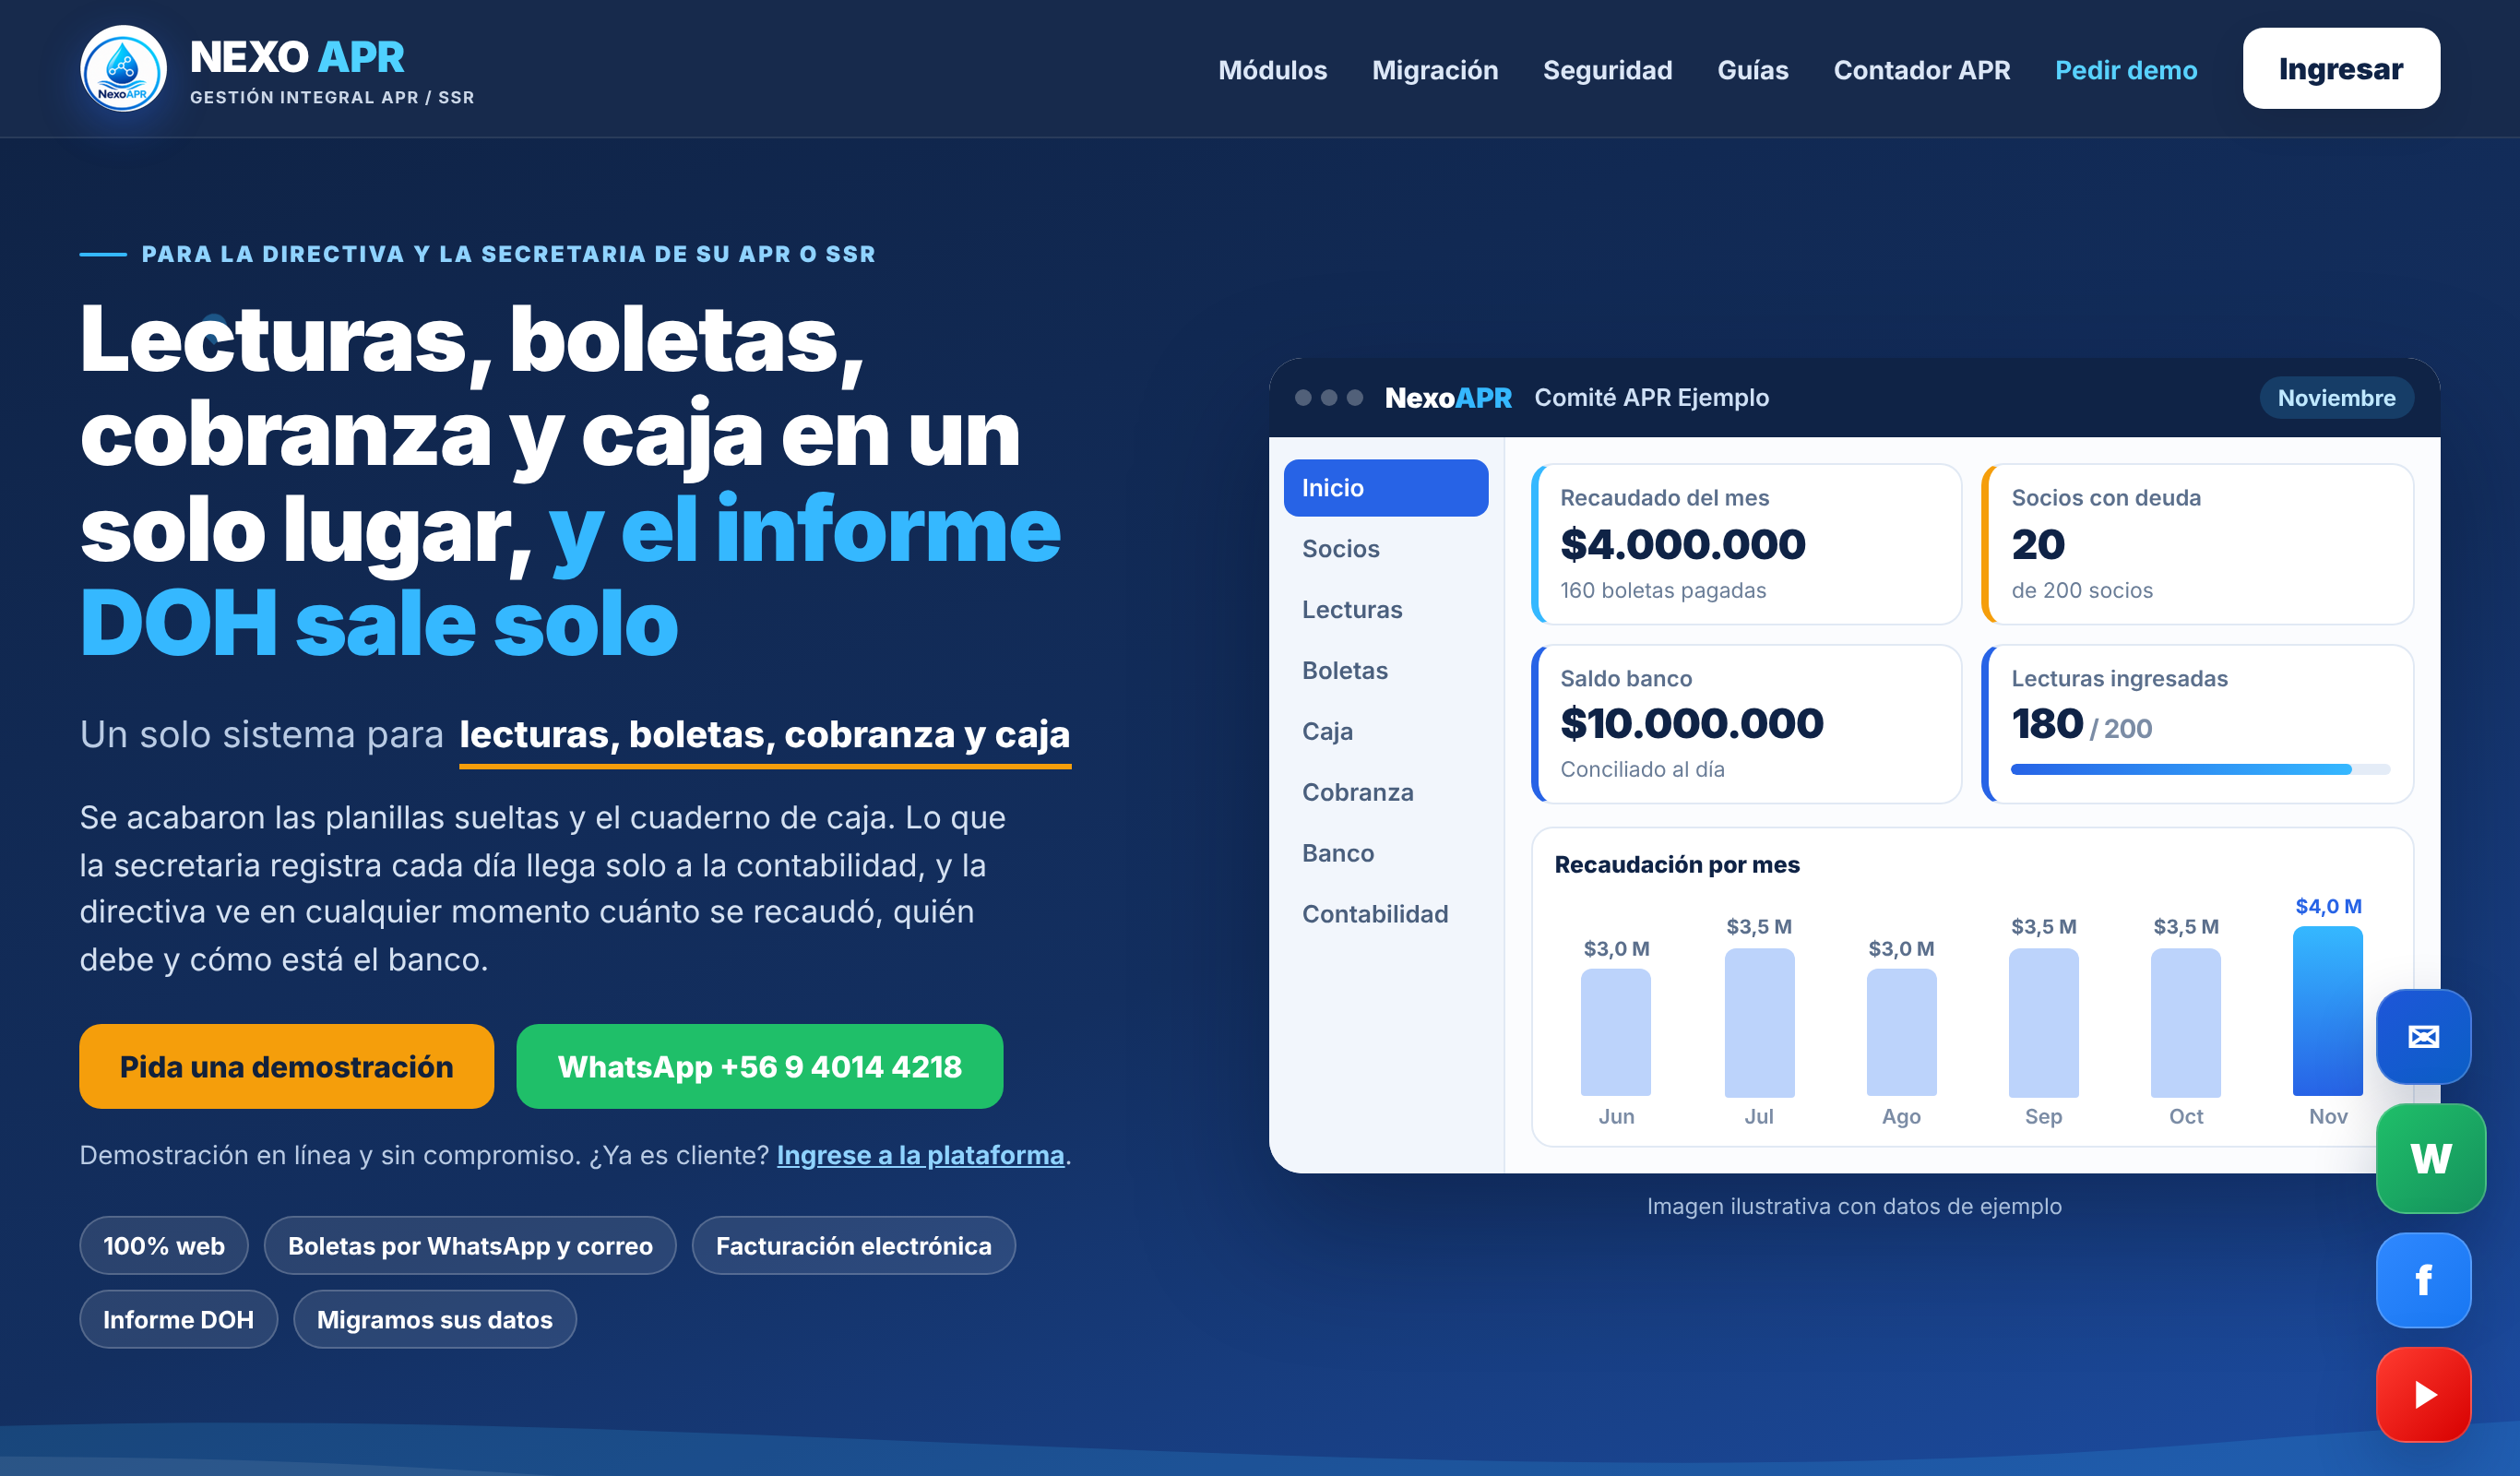 NEXO APR
GESTIÓN INTEGRAL APR / SSR
NexoAPR
Módulos
Migración
Seguridad
Guías
Contador APR
Pedir demo
Ingresar
PARA LA DIRECTIVA Y LA SECRETARIA DE SU APR O SSR
Lecturas, boletas,
cobranza y caja en un
solo lugar, y el informe
DOH sale solo
Un solo sistema para lecturas, boletas, cobranza y caja
Se acabaron las planillas sueltas y el cuaderno de caja. Lo que
la secretaria registra cada día llega solo a la contabilidad, y la
directiva ve en cualquier momento cuánto se recaudó, quién
debe y cómo está el banco.
Pida una demostración
WhatsApp +56 9 4014 4218
Demostración en línea y sin compromiso. ¿Ya es cliente? Ingrese a la plataforma.
100% web
Boletas por WhatsApp y correo
Facturación electrónica
Informe DOH
Migramos sus datos
NexoAPR
Comité APR Ejemplo
Noviembre
Inicio
Socios
Lecturas
Boletas
Caja
Cobranza
Banco
Contabilidad
Recaudado del mes
$4.000.000
160 boletas pagadas
Socios con deuda
20
de 200 socios
Saldo banco
$10.000.000
Conciliado al día
Lecturas ingresadas
180 / 200
Recaudación por mes
$3,0 M
$3,5 M
$3,0 M
$3,5 M
$3,5 M
$4,0 M
Jun
Jul
Ago
Sep
Oct
Nov
Imagen ilustrativa con datos de ejemplo
W
f